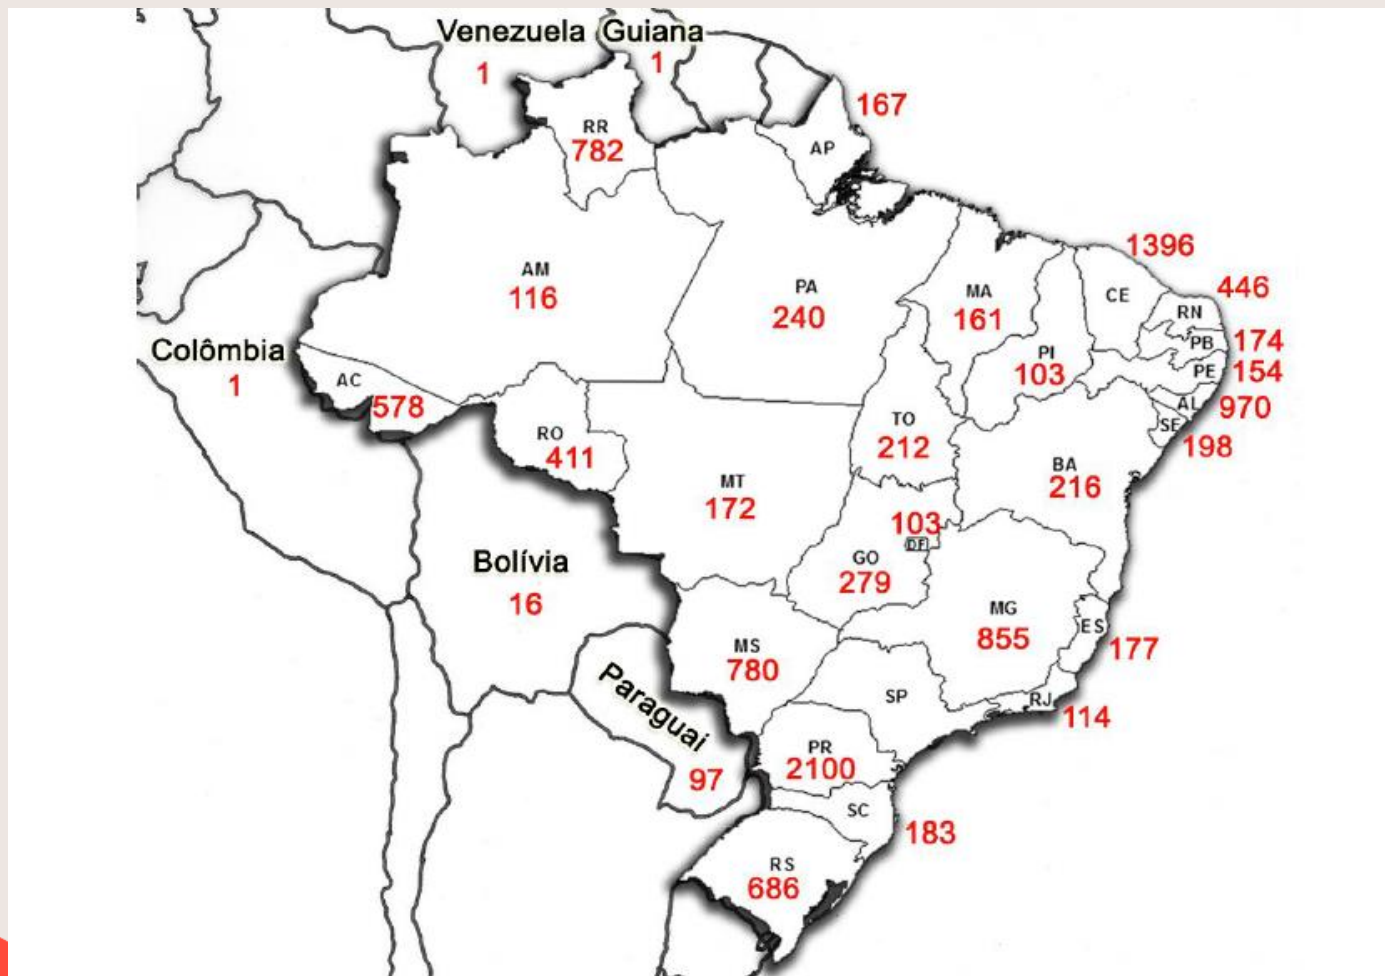 Venezuela
1
Guiana
1
167
RR
782
AP
1396
AM
116
PA
240
MA
161
CE
446
RN
PB
174
Colômbia
1
AC
578
PI
103
PE
154
AL
970
SE
198
RO
411
TO
212
BA
216
MT
172
103
DF
GO
279
Bolívia
16
MG
855
ES
177
MS
780
SP
RJ
114
Paraguai
97
PR
2100
SC
183
RS
686